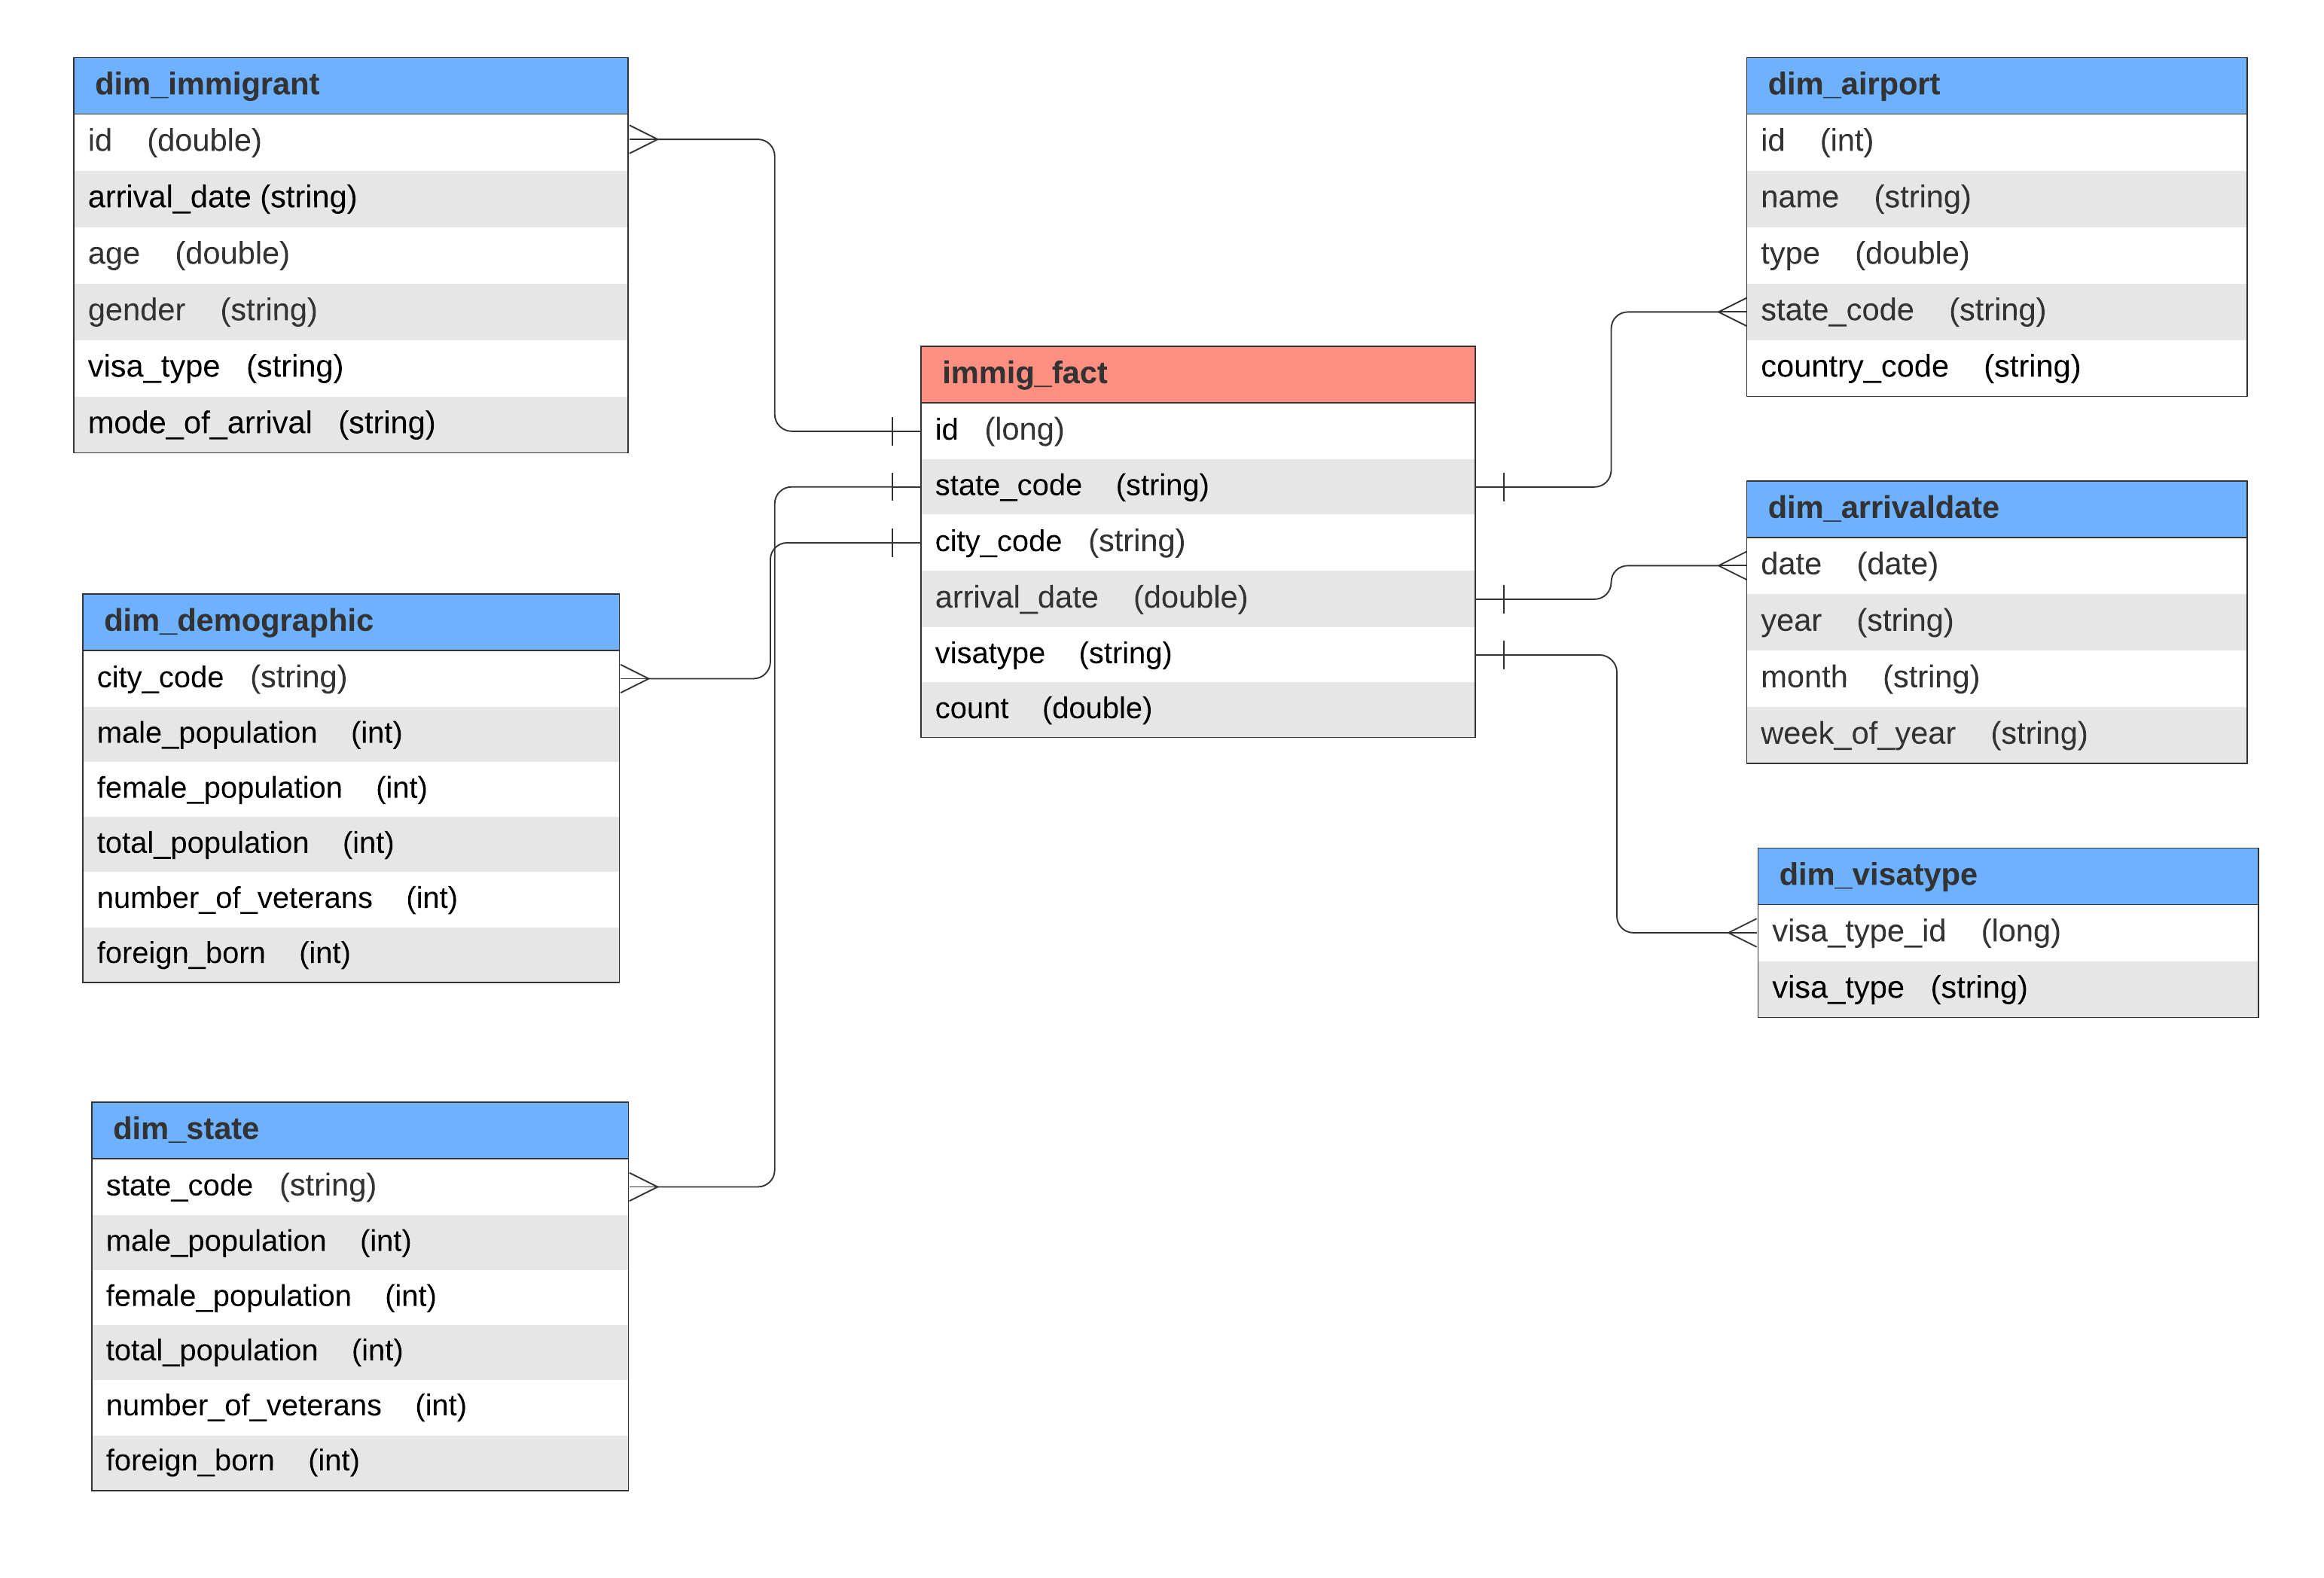 dim_immigrant
id (double)
arrival_date (string)
age (double)
gender (string)
visa_type (string)
mode_of_arrival (string)
dim_demographic
city_code (string)
male_population (int)
female_population (int)
total_population (int)
number_of_veterans (int)
foreign_born (int)
dim_state
state_code (string)
male_population (int)
female_population (int)
total_population (int)
number_of_veterans (int)
foreign_born (int)
immig_fact
id (long)
state_code (string)
city_code (string)
arrival_date (double)
visatype (string)
count (double)
dim_airport
id (int)
name (string)
type (double)
state_code (string)
country_code (string)
dim_arrivaldate
date (date)
year (string)
month (string)
week_of_year (string)
dim_visatype
visa_type_id (long)
visa_type (string)